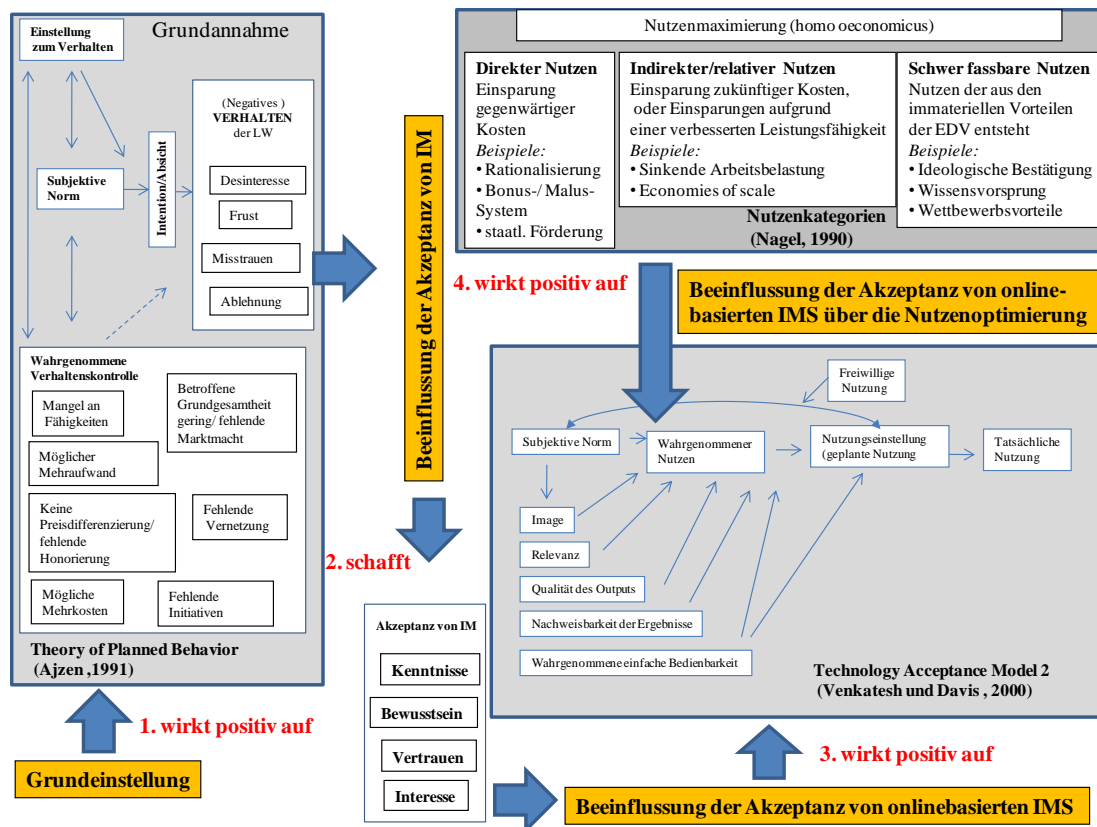 Grundannahme
Einstellung
zum Verhalten
(Negatives )
VERHALTEN
der LW
Intention/Absicht
Subjektive
Norm
Desinteresse
Frust
Misstrauen
Ablehnung
Wahrgenommene
Verhaltenskontrolle
Mangel an
Fähigkeiten
Betroffene
Grundgesamtheit
gering/ fehlende
Marktmacht
Möglicher
Mehraufwand
Keine
Preisdifferenzierung/
fehlende
Honorierung
Fehlende
Vernetzung
Mögliche
Mehrkosten
Fehlende
Initiativen
Theory of Planned Behavior
(Ajzen ,1991)
1. wirkt positiv auf
Grundeinstellung
Beeinflussung der Akzeptanz von IM
2. schafft
Akzeptanz von IM
Kenntnisse
Bewusstsein
Vertrauen
Interesse
Nutzenmaximierung (homo oeconomicus)
Direkter Nutzen
Einsparung
gegenwärtiger
Kosten
Beispiele:
• Rationalisierung
• Bonus-/ Malus-
System
• staatl. Förderung
Indirekter/relativer Nutzen
Einsparung zukünftiger Kosten,
oder Einsparungen aufgrund
einer verbesserten Leistungsfähigkeit
Beispiele:
• Sinkende Arbeitsbelastung
• Economies of scale
Schwer fassbare Nutzen
Nutzen der aus den
immateriellen Vorteilen
der EDV entsteht
Beispiele:
• Ideologische Bestätigung
• Wissensvorsprung
• Wettbewerbsvorteile
Nutzenkategorien
(Nagel, 1990)
4. wirkt positiv auf
Beeinflussung der Akzeptanz von online-
basierten IMS über die Nutzenoptimierung
Freiwillige
Nutzung
Subjektive Norm
Wahrgenommener
Nutzen
Nutzungseinstellung
(geplante Nutzung
Tatsächliche
Nutzung
Image
Relevanz
Qualität des Outputs
Nachweisbarkeit der Ergebnisse
Wahrgenommene einfache Bedienbarkeit
Technology Acceptance Model 2
(Venkatesh und Davis , 2000)
3. wirkt positiv auf
Beeinflussung der Akzeptanz von onlinebasierten IMS